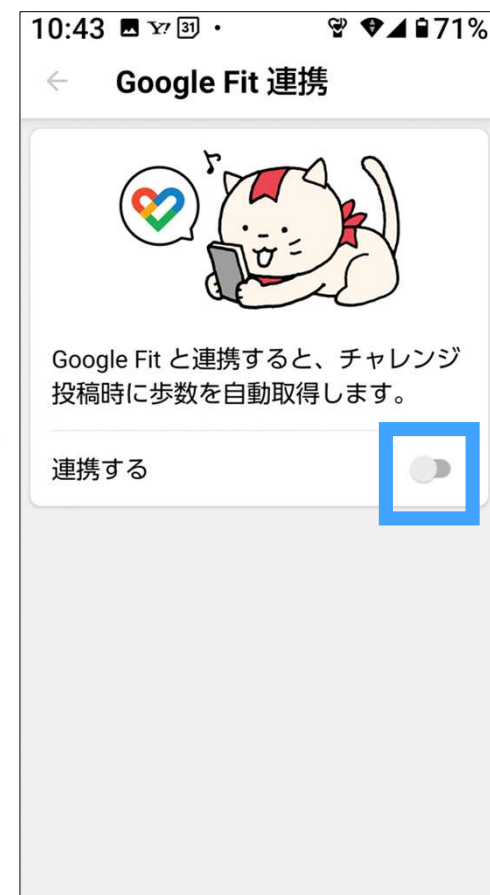 10:43 Y! 31 71%
Google Fit 連携
Google Fit と連携すると、チャレンジ
投稿時に歩数を自動取得します。
連携する